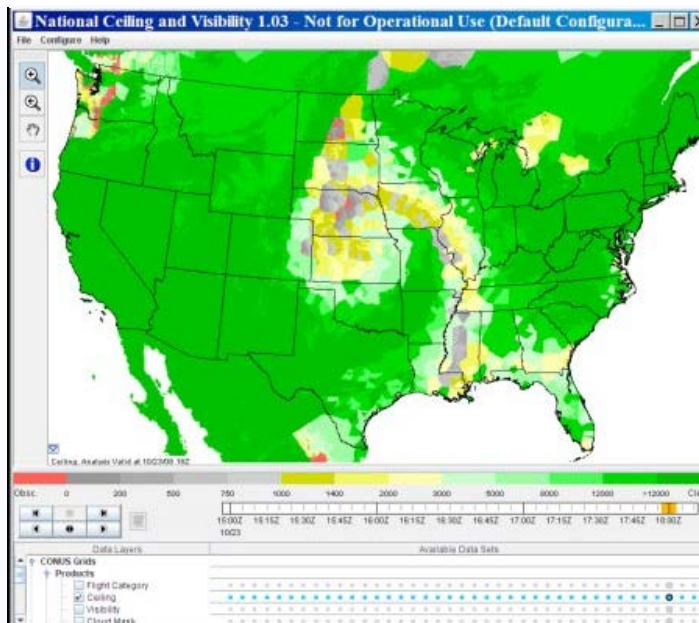 National Ceiling and Visibility 1.03 - Not for Operational Use (Default Configura...
File Configure Help
Ceiling, Analysis Valid at 10/23/08 18Z
Obsc. 0 200 500 750 1000 1400 2000 3000 5000 8000 12000 >12000
15:00Z 15:15Z 15:30Z 15:45Z 16:00Z 16:15Z 16:30Z 16:45Z 17:00Z 17:15Z 17:30Z 17:45Z 18:00Z
10/23
Data Layers Available Data Sets
CONUS Grids
Products
Flight Category
Ceiling
Visibility
Cloud Mask